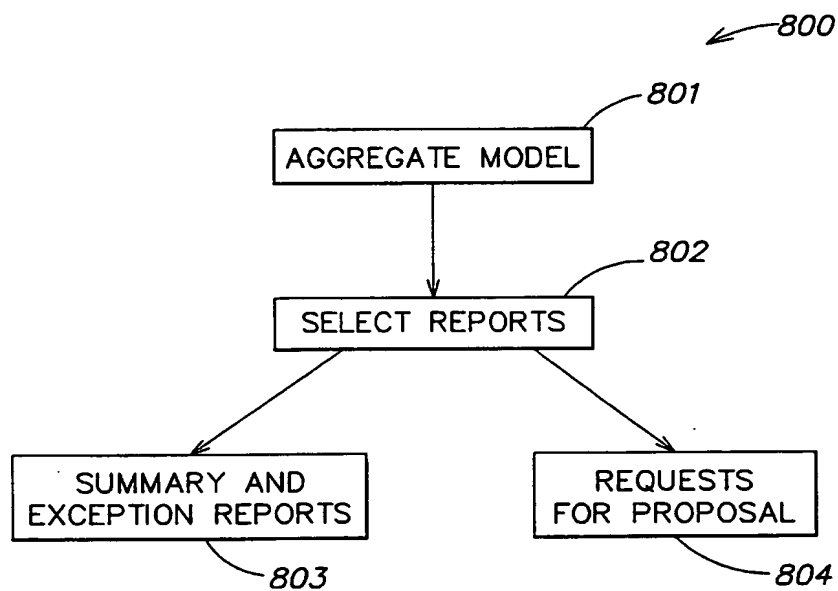 800
801
AGGREGATE MODEL
802
SELECT REPORTS
SUMMARY AND
EXCEPTION REPORTS
803
REQUESTS
FOR PROPOSAL
804